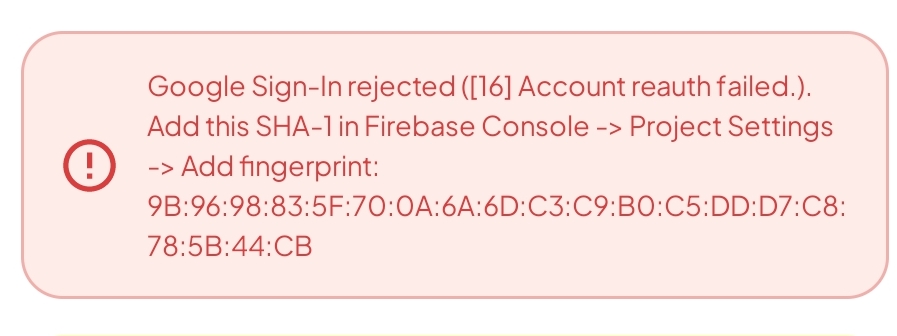 Google Sign-In rejected ([16] Account reauth failed.).
Add this SHA-1 in Firebase Console -> Project Settings
-> Add fingerprint:
9B:96:98:83:5F:70:0A:6A:6D:C3:C9:B0:C5:DD:D7:C8:
78:5B:44:CB